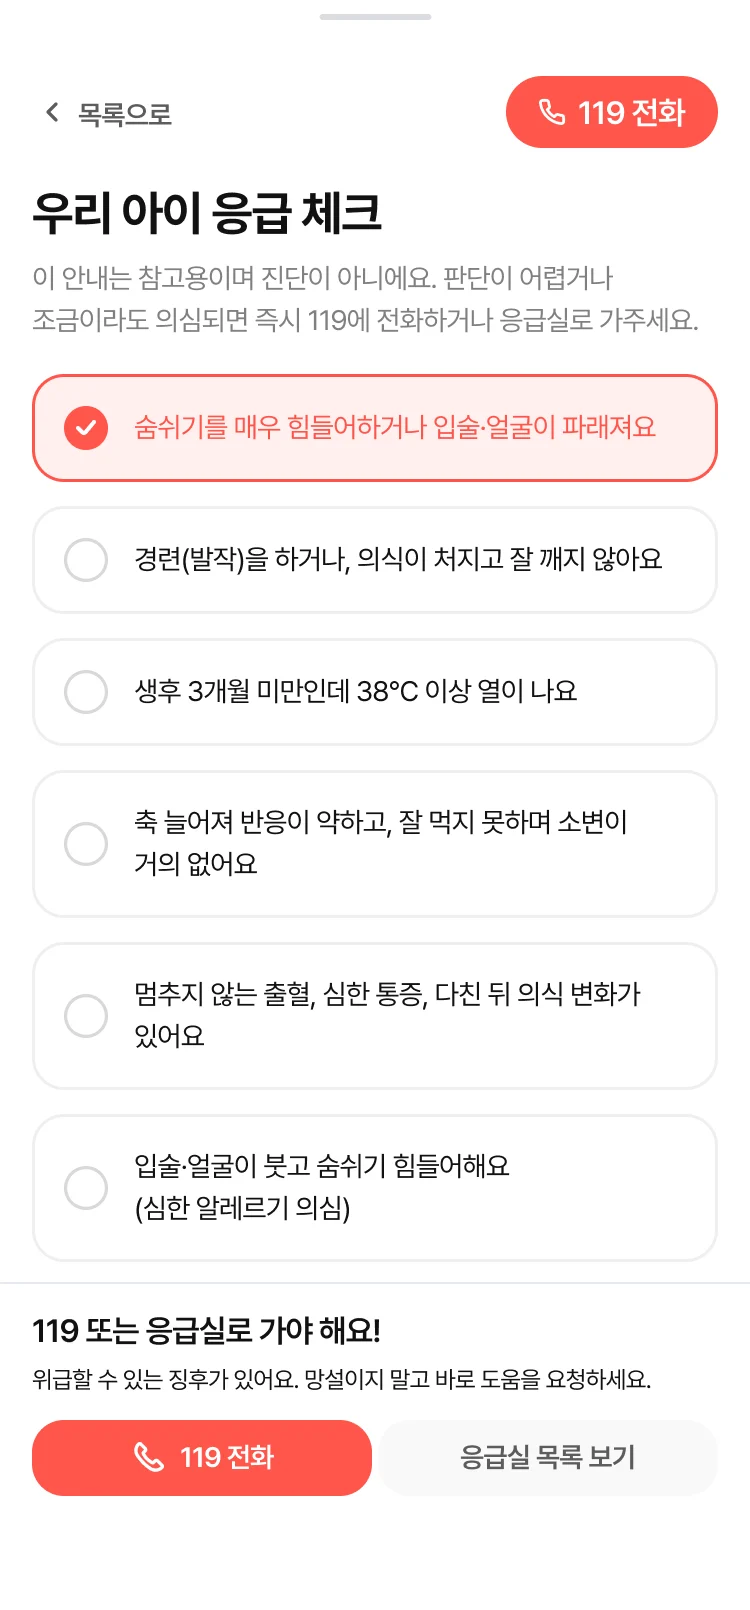 목록으로
119 전화
우리 아이 응급 체크
이 안내는 참고용이며 진단이 아니에요. 판단이 어렵거나
조금이라도 의심되면 즉시 119에 전화하거나 응급실로 가주세요.
숨쉬기를 매우 힘들어하거나 입술·얼굴이 파래져요
경련(발작)을 하거나, 의식이 처지고 잘 깨지 않아요
생후 3개월 미만인데 38°C 이상 열이 나요
축 늘어져 반응이 약하고, 잘 먹지 못하며 소변이
거의 없어요
멈추지 않는 출혈, 심한 통증, 다친 뒤 의식 변화가
있어요
입술·얼굴이 붓고 숨쉬기 힘들어해요
(심한 알레르기 의심)
119 또는 응급실로 가야 해요!
위급할 수 있는 징후가 있어요. 망설이지 말고 바로 도움을 요청하세요.
119 전화
응급실 목록 보기